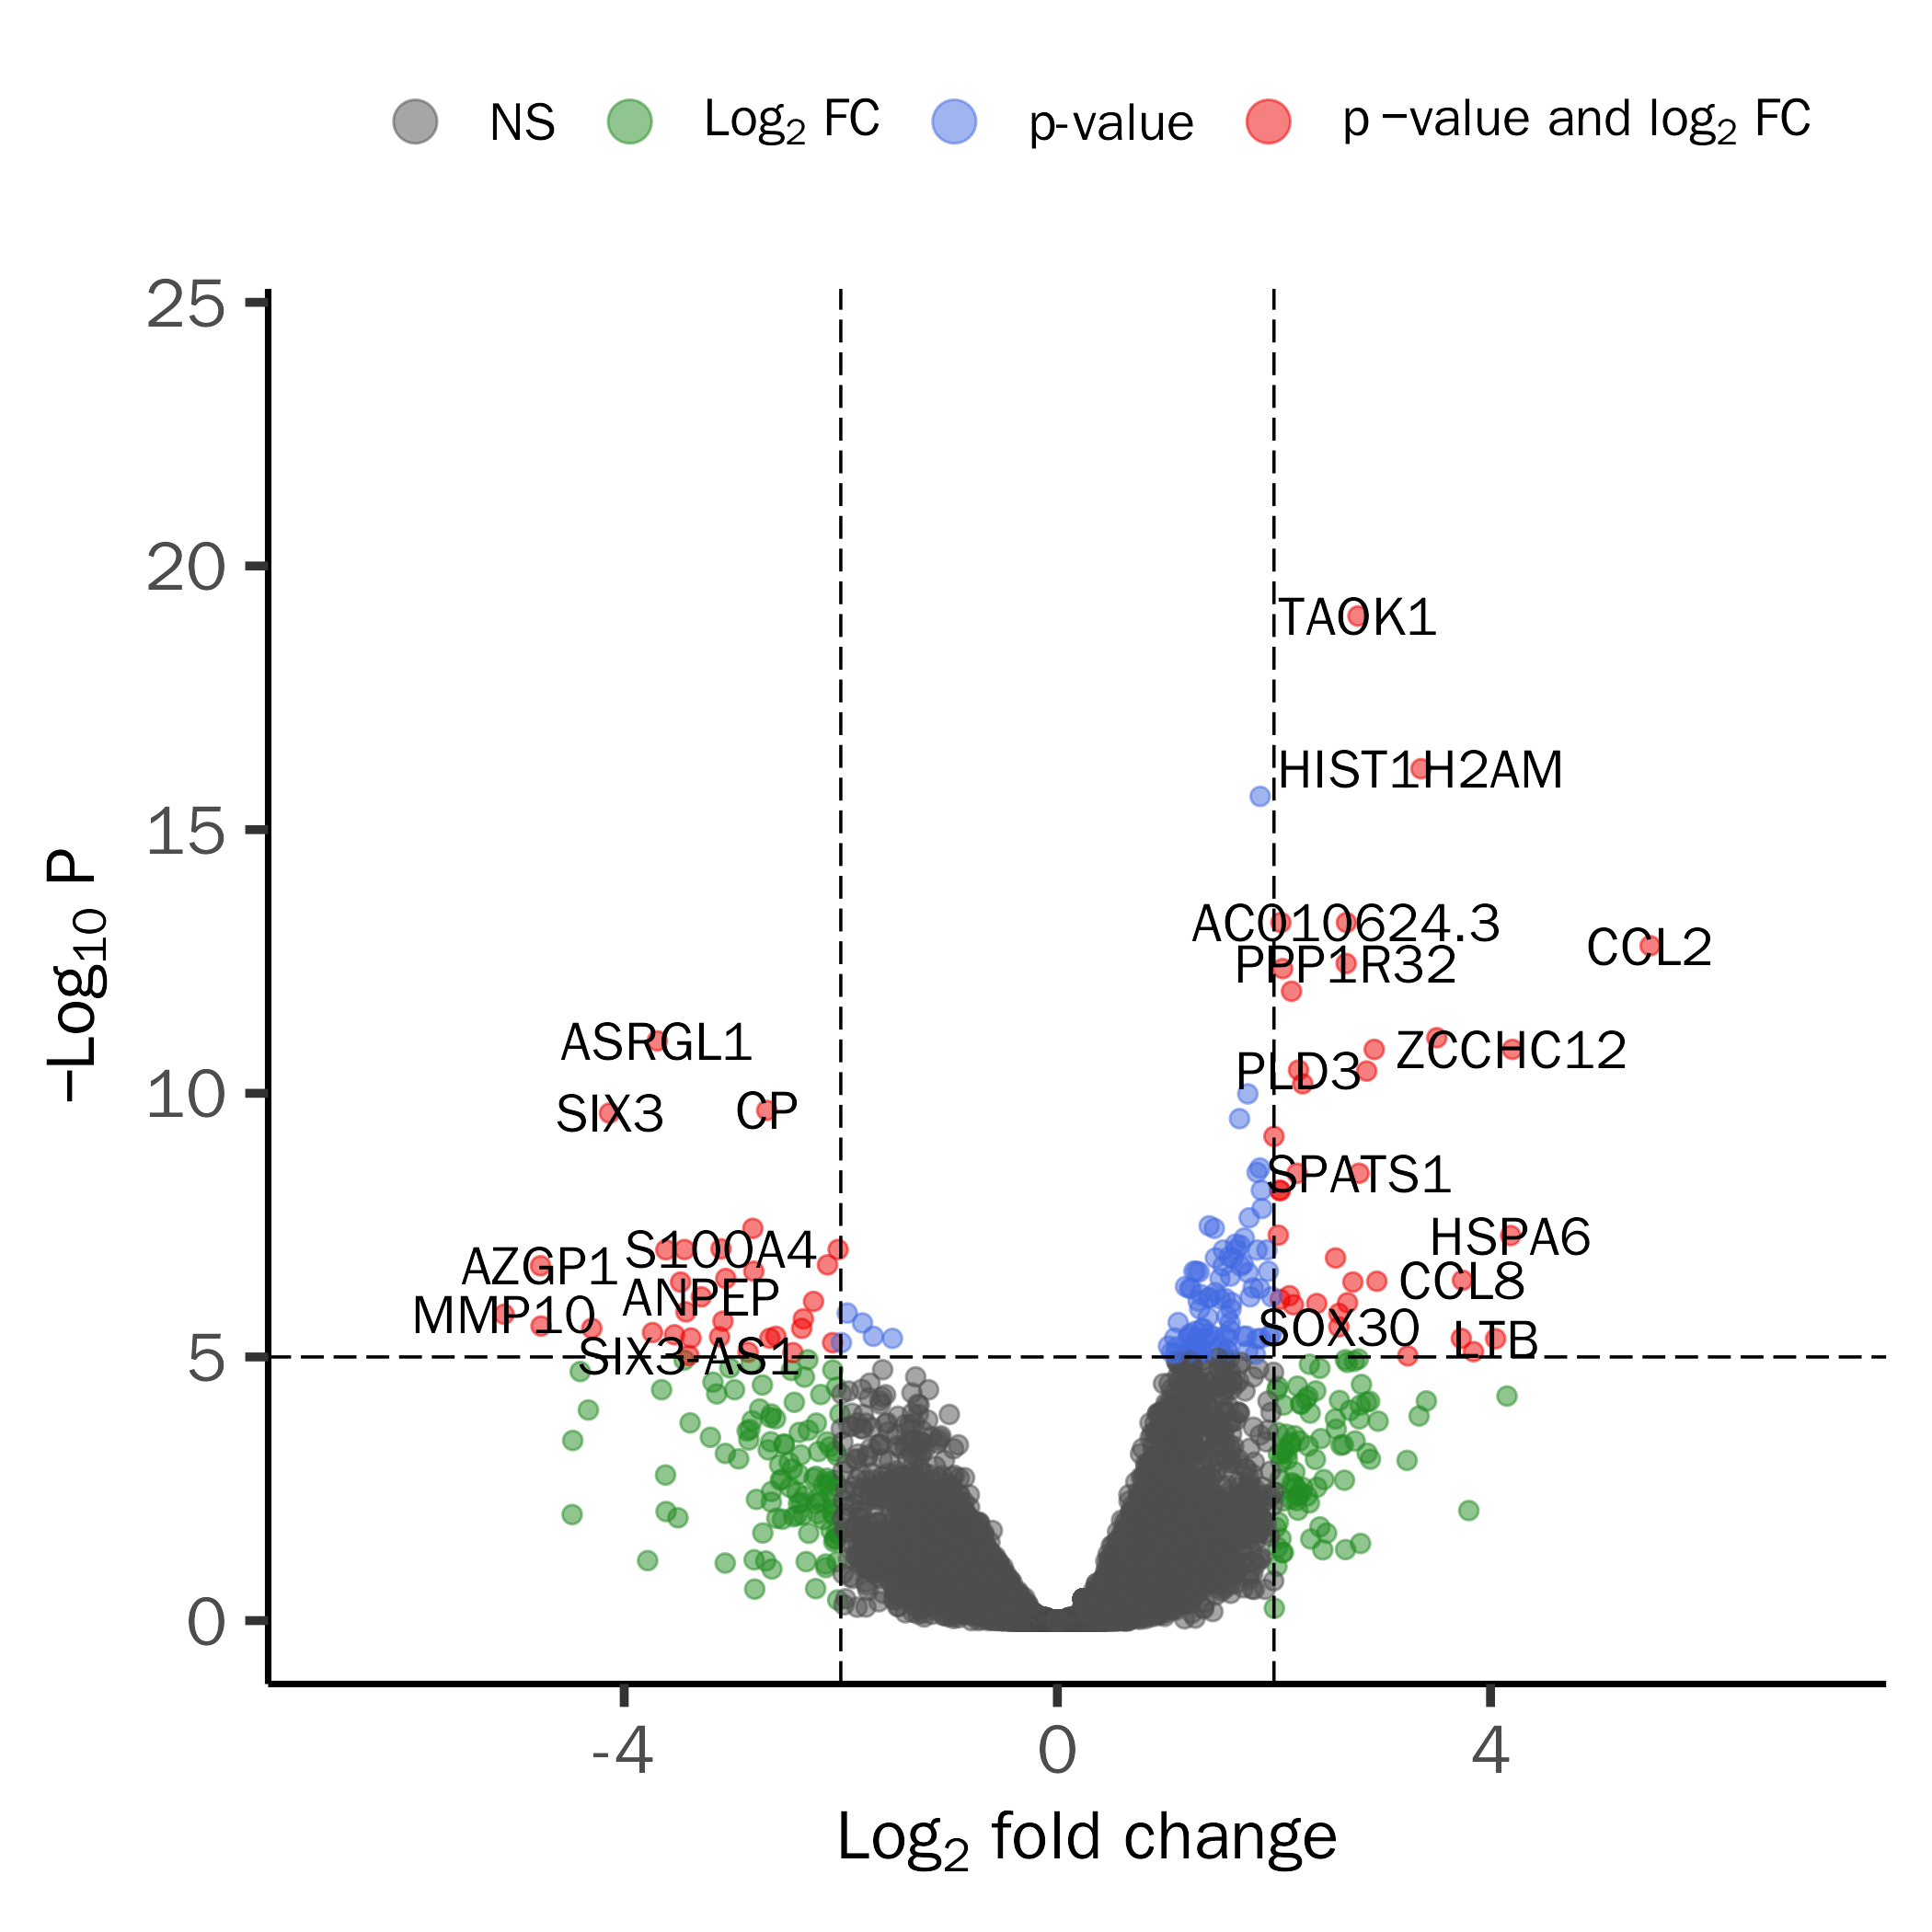 NS
Log2 FC
p-value
p −value and log2 FC
25
20
15
10
5
0
−Log10 P
TAOK1
HIST1H2AM
AC010624.3
CCL2
PPP1R32
ASRGL1
ZCCHC12
PLD3
SIX3
CP
SPATS1
HSPA6
S100A4
AZGP1
CCL8
ANPEP
MMP10
SOX30
LTB
SIX3-AS1
-4
0
4
Log2 fold change